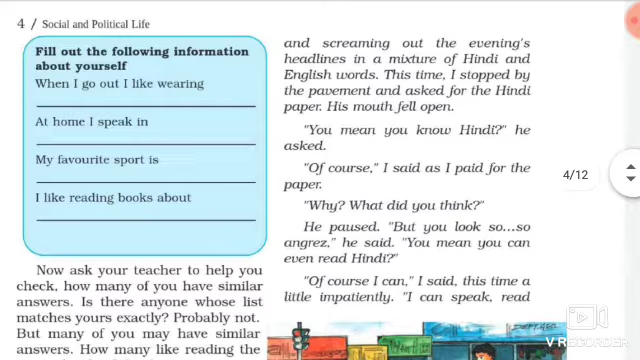 4 / Social and Political Life
Fill out the following information
about yourself
When I go out I like wearing
At home I speak in
My favourite sport is
I like reading books about
Now ask your teacher to help you
check, how many of you have similar
answers. Is there anyone whose list
matches yours exactly? Probably not.
But many of you may have similar
answers. How many like reading the
and screaming out the evening's
headlines in a mixture of Hindi and
English words. This time, I stopped by
the pavement and asked for the Hindi
paper. His mouth fell open.
"You mean you know Hindi?" he
asked.
"Of course," I said as I paid for the
paper.
"Why? What did you think?"
He paused. "But you look so...so
angrez," he said. "You mean you can
even read Hindi?"
"Of course I can," I said, this time a
little impatiently. "I can speak, read
4/12
V RECORDER